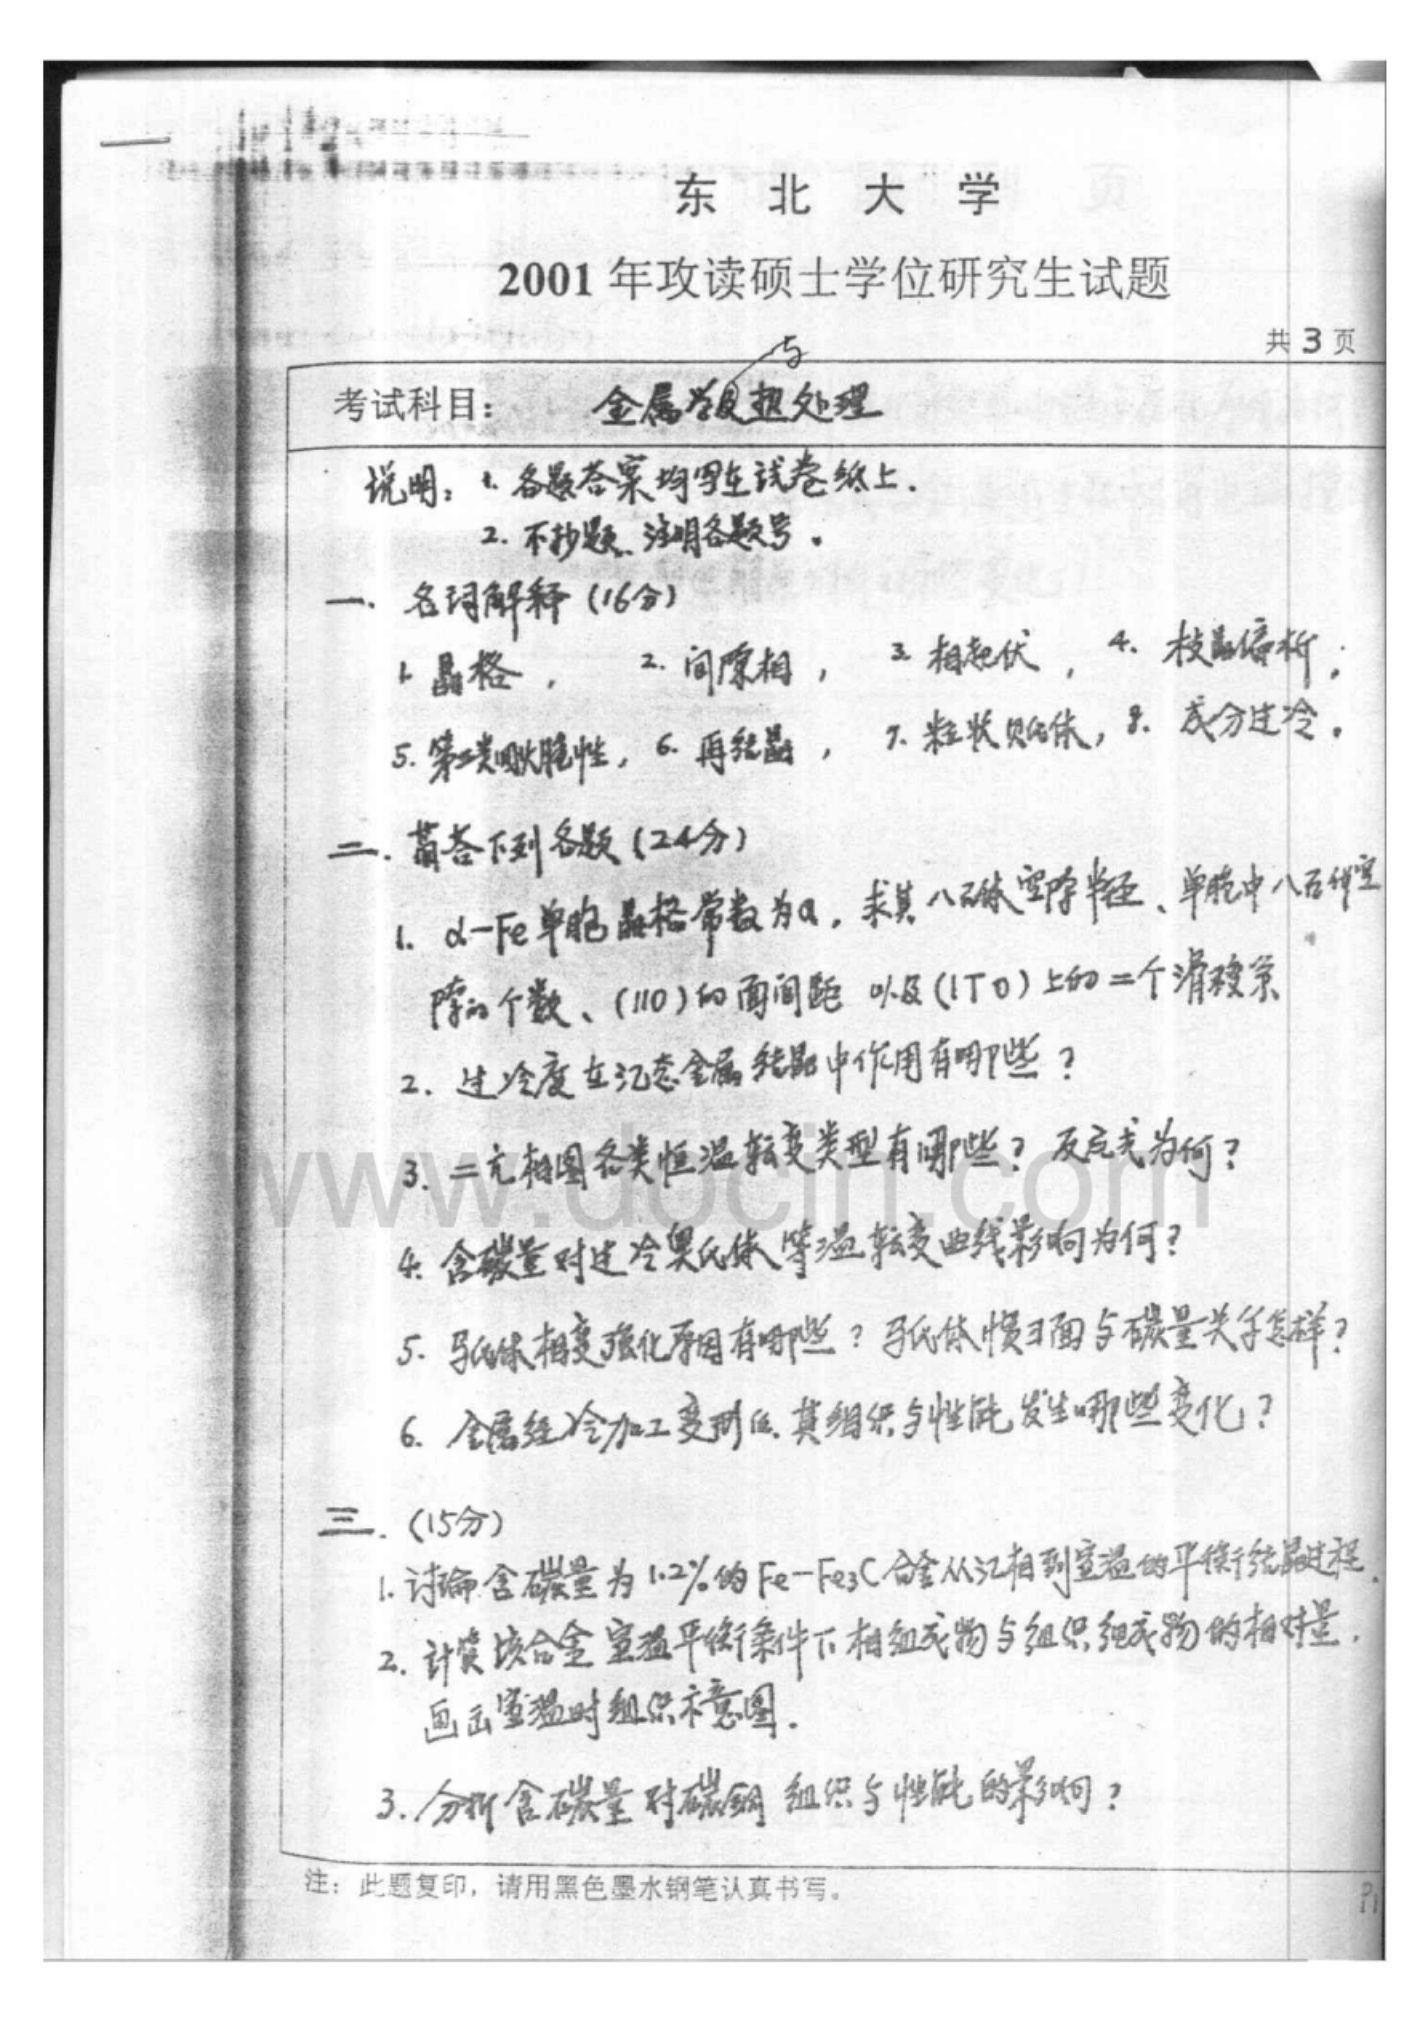 东 北 大 学
2001 年攻读硕士学位研究生试题
共 3 页
与
考试科目: 金属学及热处理
说明: 1. 各题答案均写在试卷纸上.
2. 不抄题、注明各题号。
一. 名词解释 (16分)
1. 晶格, 2. 间隙相, 3. 相起伏, 4. 枝晶偏析,
5. 第二类回火脆性, 6. 再结晶, 7. 粒状贝氏体, 8. 成分过冷.
二. 简答下列各题 (24分)
1. α-Fe 单胞晶格常数为a, 求其八面体空隙半径、单胞中八面体空
隙的个数、(110)的面间距 以及(1T0)上的二个滑移系
2. 过冷度在液态金属结晶中作用有哪些?
3. 二元相图各类恒温转变类型有哪些? 反应式为何?
4. 含碳量对过冷奥氏体等温转变曲线影响为何?
5. 马氏体相变强化原因有哪些? 马氏体惯习面与碳量关系怎样?
6. 金属经冷加工变形后、其组织与性能发生哪些变化?
三. (15分)
1. 讨论含碳量为1.2%的Fe-Fe3C合金从液相到室温的平衡结晶过程.
2. 计算该合金室温平衡条件下相组成物与组织组成物的相对量.
画出室温时组织示意图.
3. 分析含碳量对碳钢组织与性能的影响?
注: 此题复印, 请用黑色墨水钢笔认真书写。
P1
www.docin.com